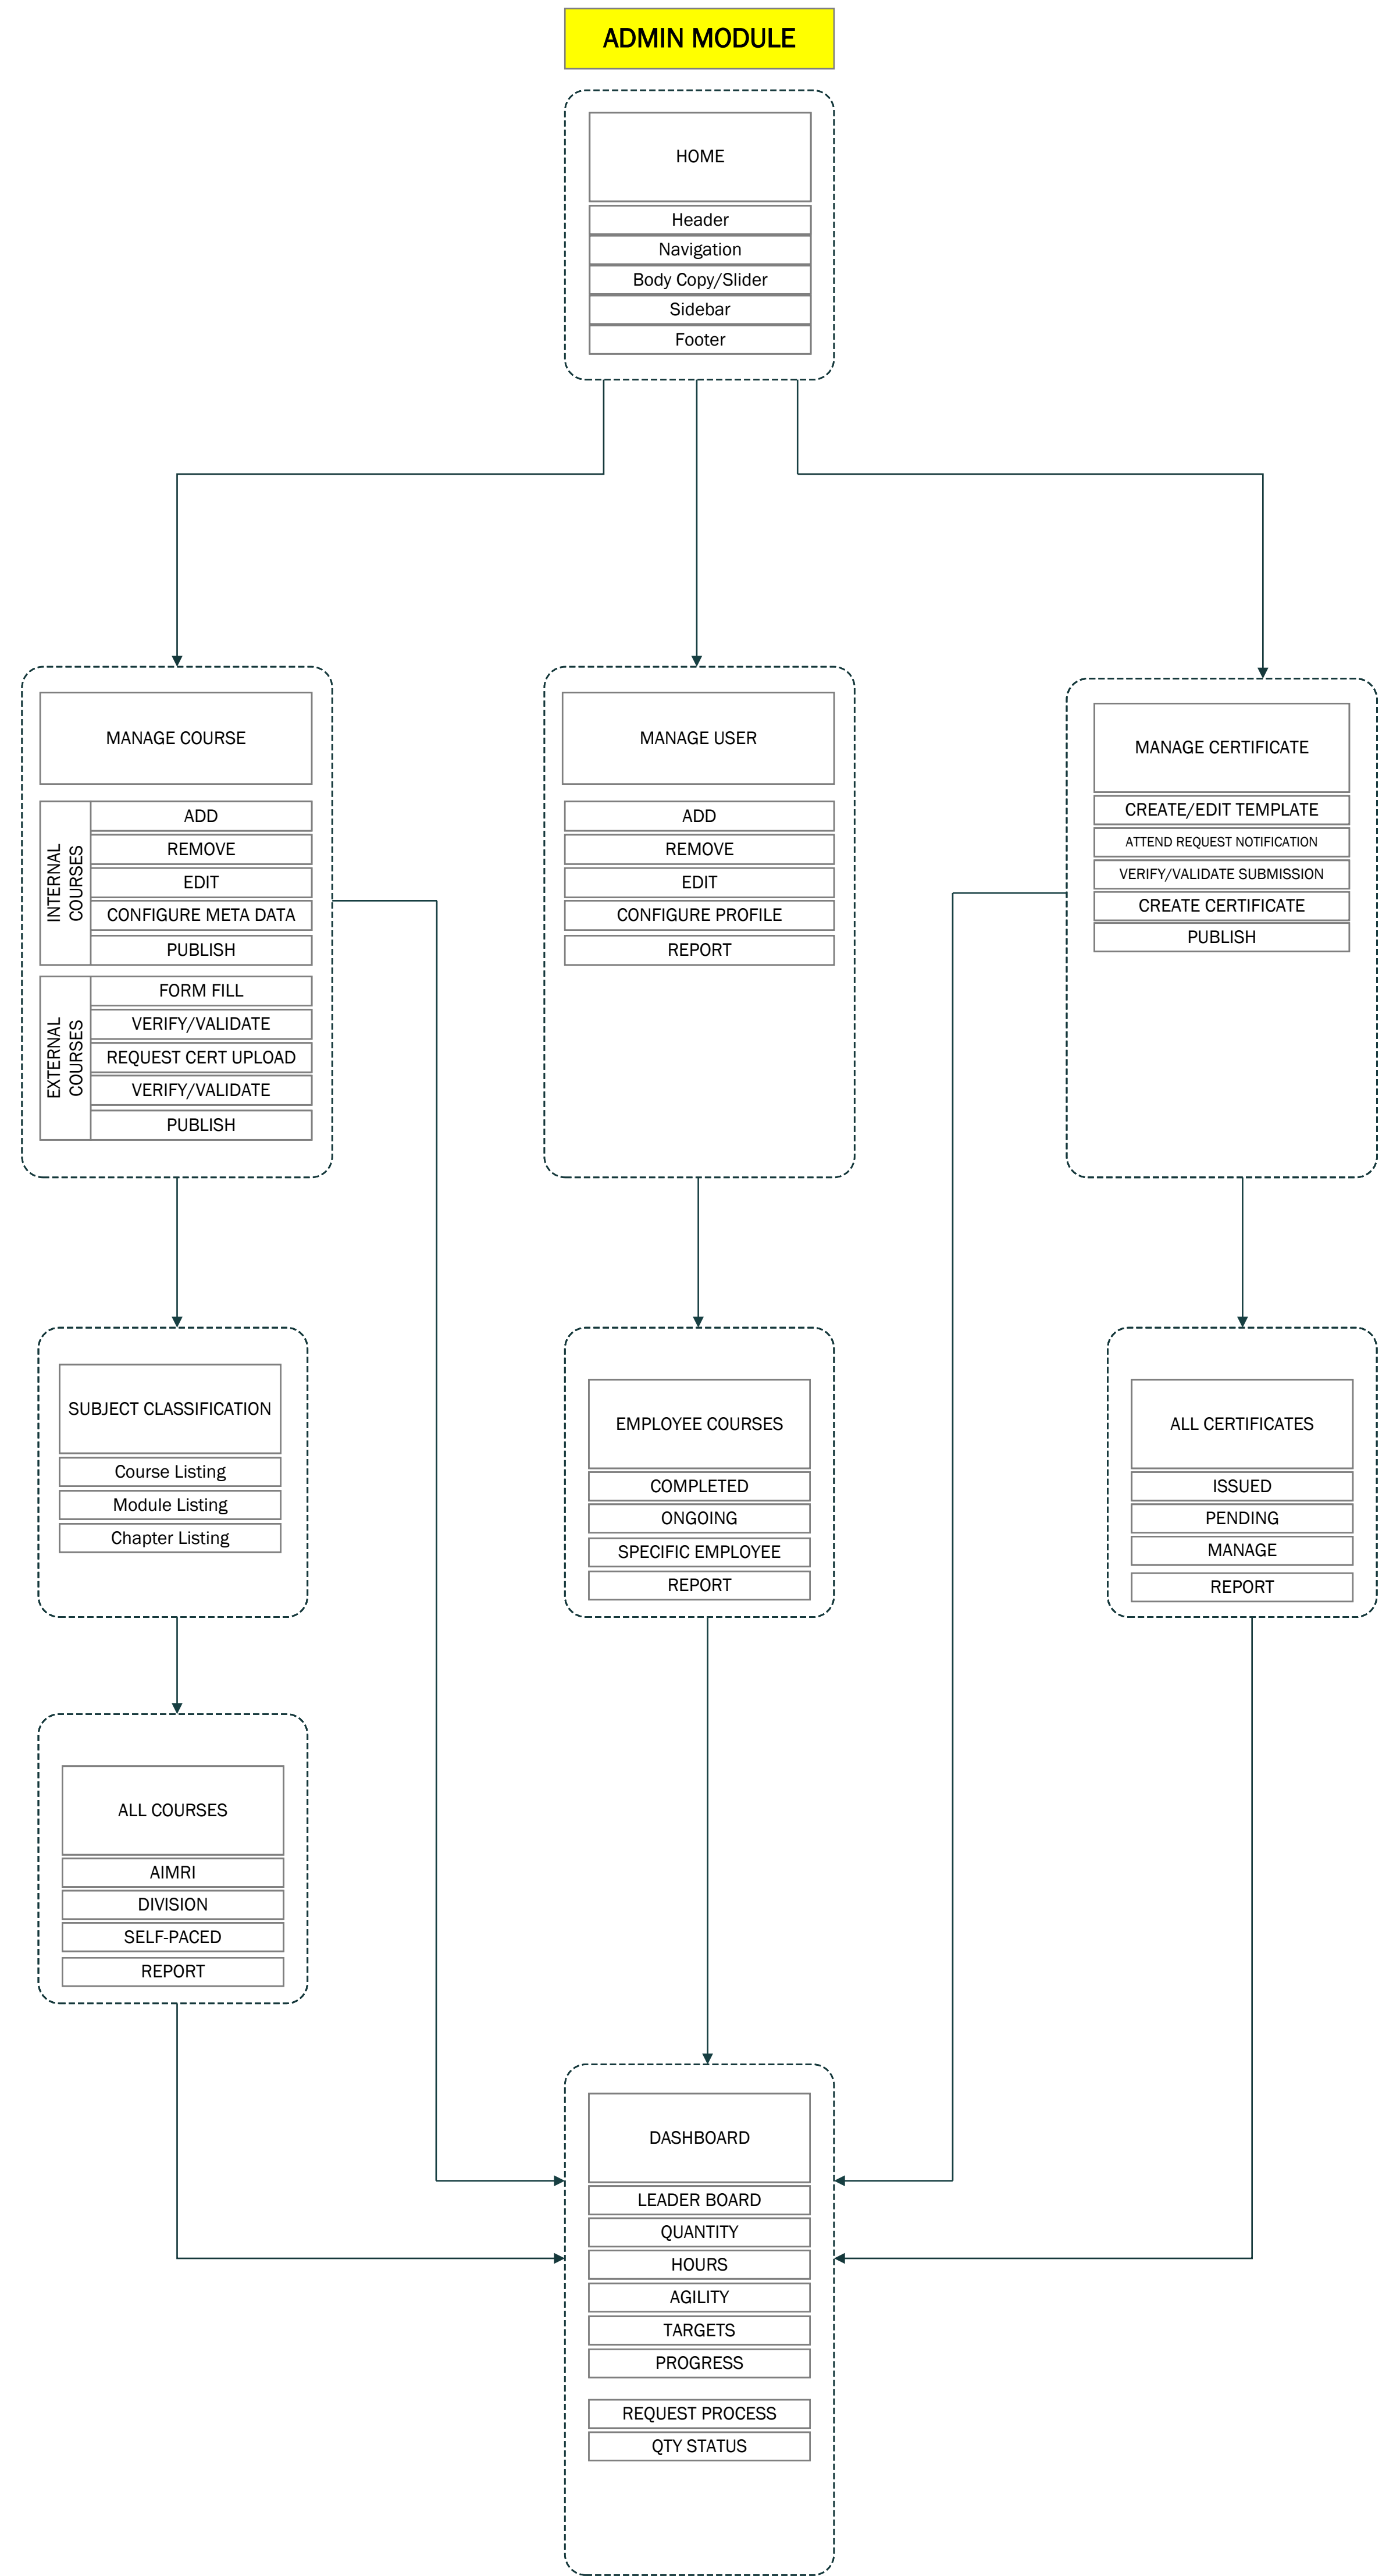 ADMIN MODULE
HOME
Header
Navigation
Body Copy/Slider
Sidebar
Footer
MANAGE COURSE
INTERNAL
COURSES
ADD
REMOVE
EDIT
CONFIGURE META DATA
PUBLISH
EXTERNAL
COURSES
FORM FILL
VERIFY/VALIDATE
REQUEST CERT UPLOAD
VERIFY/VALIDATE
PUBLISH
MANAGE USER
ADD
REMOVE
EDIT
CONFIGURE PROFILE
REPORT
MANAGE CERTIFICATE
CREATE/EDIT TEMPLATE
ATTEND REQUEST NOTIFICATION
VERIFY/VALIDATE SUBMISSION
CREATE CERTIFICATE
PUBLISH
SUBJECT CLASSIFICATION
Course Listing
Module Listing
Chapter Listing
EMPLOYEE COURSES
COMPLETED
ONGOING
SPECIFIC EMPLOYEE
REPORT
ALL CERTIFICATES
ISSUED
PENDING
MANAGE
REPORT
ALL COURSES
AIMRI
DIVISION
SELF-PACED
REPORT
DASHBOARD
LEADER BOARD
QUANTITY
HOURS
AGILITY
TARGETS
PROGRESS
REQUEST PROCESS
QTY STATUS